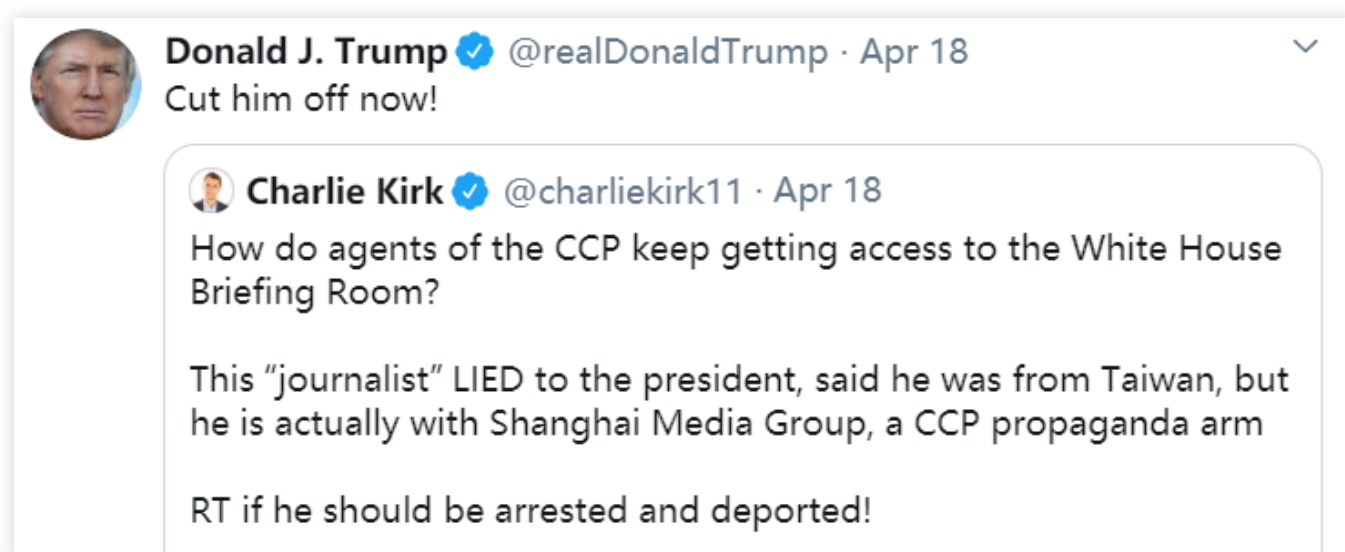 Donald J. Trump @realDonaldTrump · Apr 18
Cut him off now!
Charlie Kirk @charliekirk11 · Apr 18
How do agents of the CCP keep getting access to the White House
Briefing Room?
This “journalist” LIED to the president, said he was from Taiwan, but
he is actually with Shanghai Media Group, a CCP propaganda arm
RT if he should be arrested and deported!